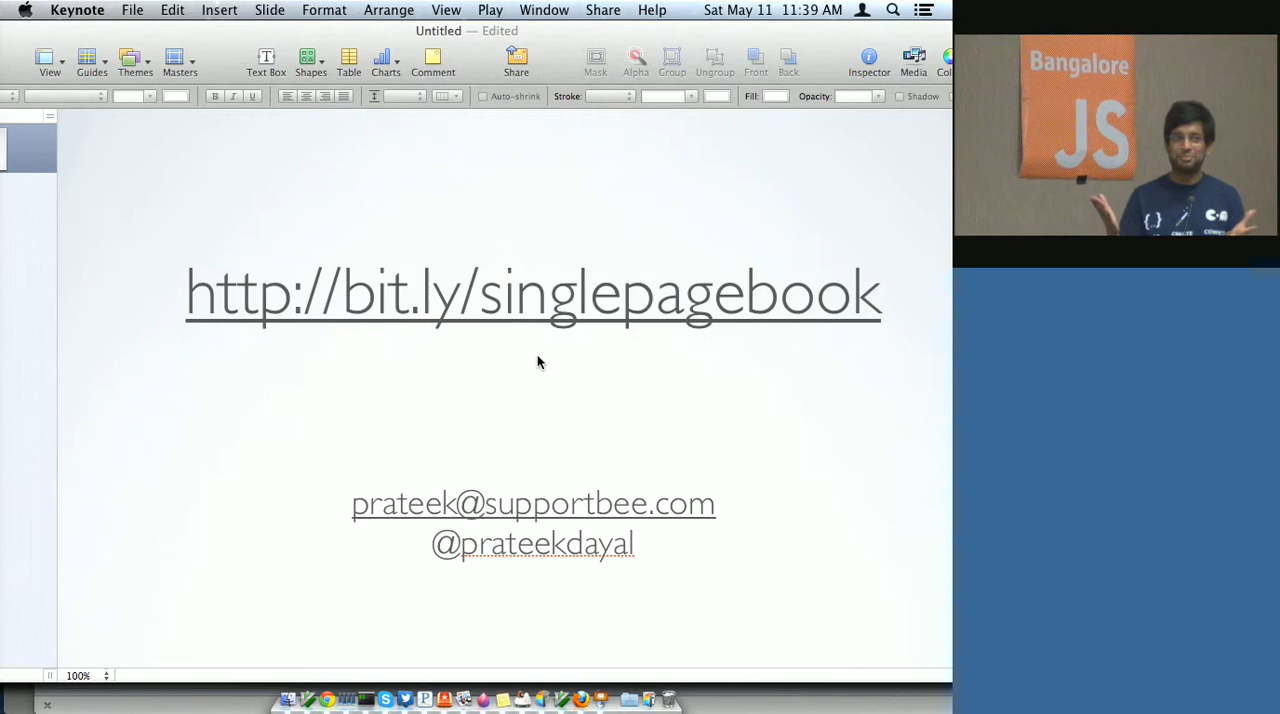 Keynote File Edit Insert Slide Format Arrange View Play Window Share Help Sat May 11 11:39 AM
Untitled — Edited
View Guides Themes Masters Text Box Shapes Table Charts Comment Share Mask Alpha Group Ungroup Front Back Inspector Media
B I U Auto-shrink Stroke: Fill: Opacity: Shadow
http://bit.ly/singlepagebook
prateek@supportbee.com
@prateekdayal
100%
Bangalore
JS
{..}